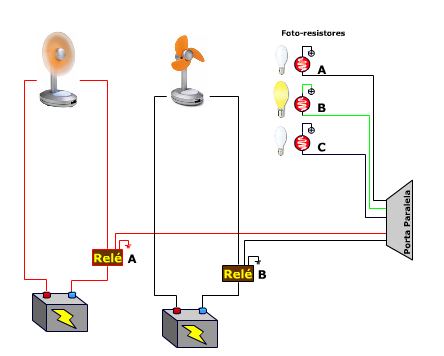 Foto-resistores
A
B
C
Porta Paralela
Relé A
Relé B